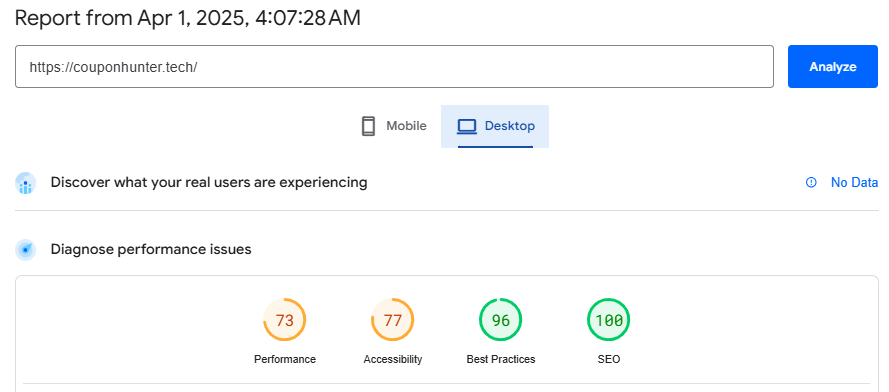 Report from Apr 1, 2025, 4:07:28 AM
https://couponhunter.tech/
Analyze
Mobile
Desktop
Discover what your real users are experiencing
No Data
Diagnose performance issues
73
77
96
100
Performance
Accessibility
Best Practices
SEO